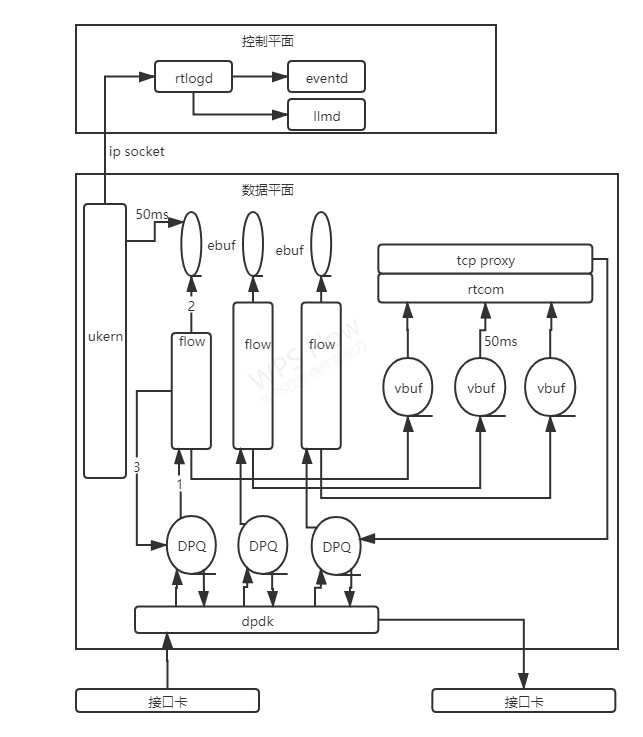 控制平面
rtlogd
eventd
llmd
ip socket
数据平面
50ms
ebuf
ebuf
tcp proxy
rtcom
2
ukern
flow
flow
flow
50ms
vbuf
vbuf
vbuf
3
1
DPQ
DPQ
DPQ
dpdk
接口卡
接口卡
WPS Now